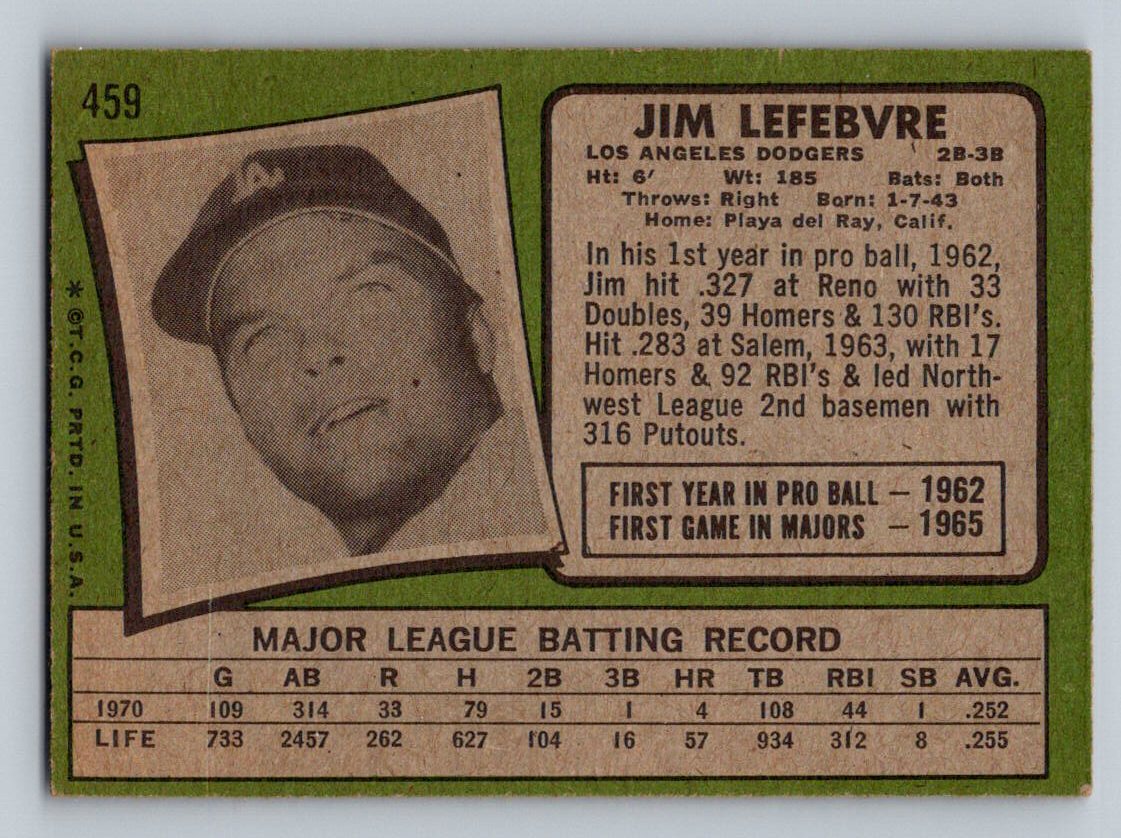 459
LA
* ©T.C.G. PRTD. IN U.S.A.
JIM LEFEBVRE
LOS ANGELES DODGERS 2B-3B
Ht: 6' Wt: 185 Bats: Both
Throws: Right Born: 1-7-43
Home: Playa del Ray, Calif.
In his 1st year in pro ball, 1962,
Jim hit .327 at Reno with 33
Doubles, 39 Homers & 130 RBI's.
Hit .283 at Salem, 1963, with 17
Homers & 92 RBI's & led North-
west League 2nd basemen with
316 Putouts.
FIRST YEAR IN PRO BALL — 1962
FIRST GAME IN MAJORS — 1965
MAJOR LEAGUE BATTING RECORD
G AB R H 2B 3B HR TB RBI SB AVG.
1970 109 314 33 79 15 1 4 108 44 1 .252
LIFE 733 2457 262 627 104 16 57 934 312 8 .255